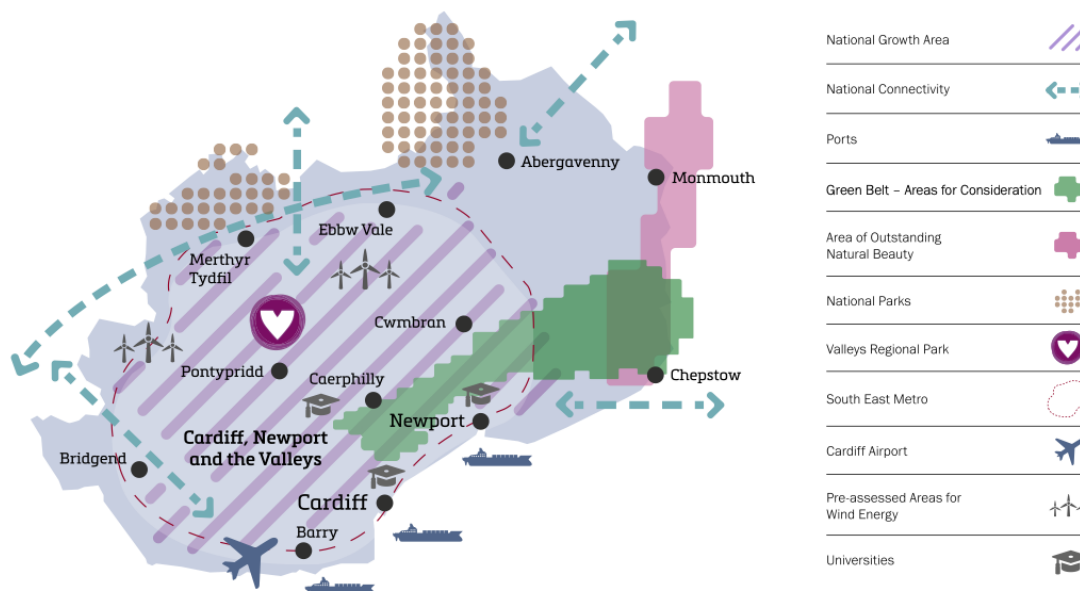 Abergavenny
Monmouth
Ebbw Vale
Merthyr
Tydfil
Cwmbran
Pontypridd
Caerphilly
Chepstow
Newport
Cardiff, Newport
and the Valleys
Bridgend
Cardiff
Barry
National Growth Area
National Connectivity
Ports
Green Belt – Areas for Consideration
Area of Outstanding
Natural Beauty
National Parks
Valleys Regional Park
South East Metro
Cardiff Airport
Pre-assessed Areas for
Wind Energy
Universities